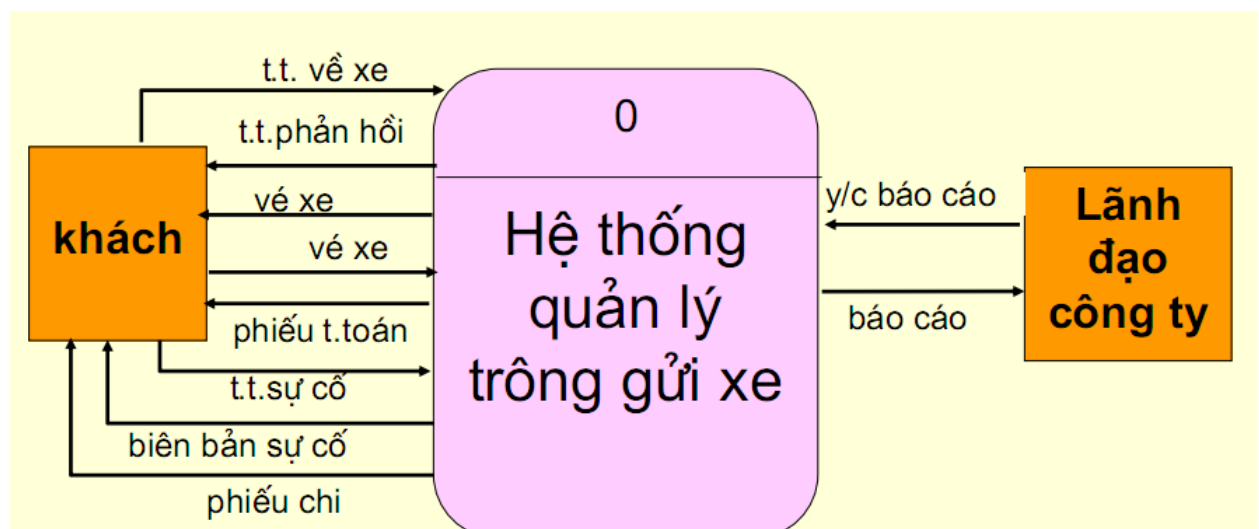 t.t. về xe
t.t.phản hồi
vé xe
vé xe
phiếu t.toán
t.t.sự cố
biên bản sự cố
phiếu chi
khách
0
Hệ thống
quản lý
trông gửi xe
y/c báo cáo
báo cáo
Lãnh
đạo
công ty